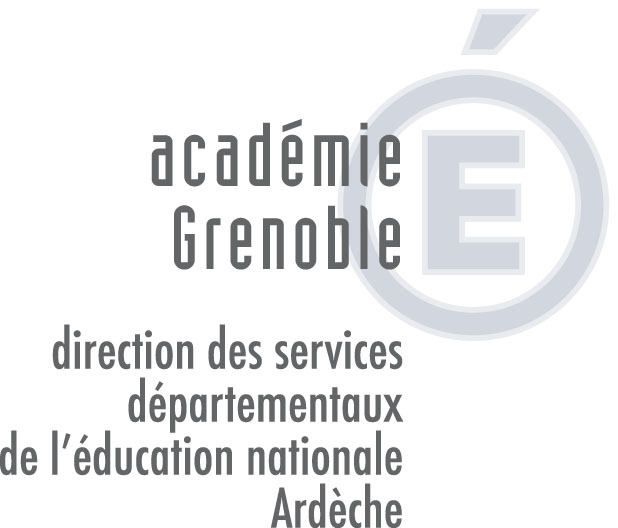 É
académie
Grenoble
direction des services
départementaux
de l'éducation nationale
Ardèche